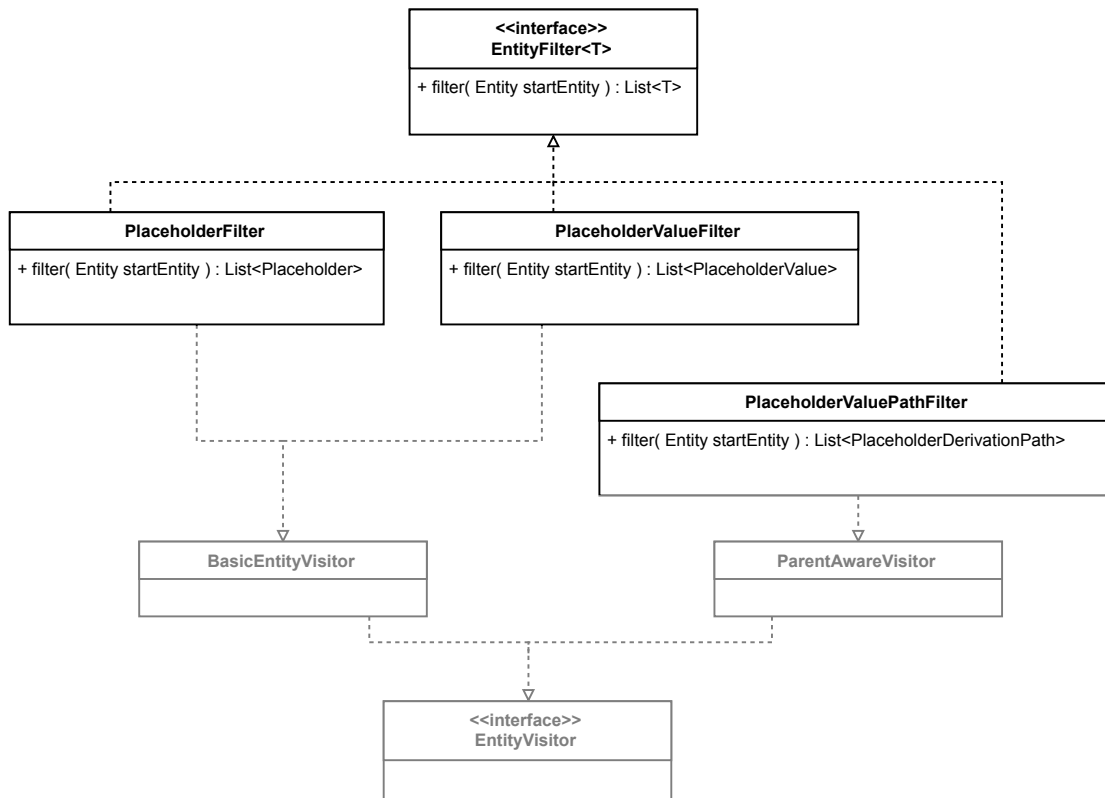 <<interface>>
EntityFilter<T>
+ filter( Entity startEntity ) : List<T>
PlaceholderFilter
+ filter( Entity startEntity ) : List<Placeholder>
PlaceholderValueFilter
+ filter( Entity startEntity ) : List<PlaceholderValue>
PlaceholderValuePathFilter
+ filter( Entity startEntity ) : List<PlaceholderDerivationPath>
BasicEntityVisitor
ParentAwareVisitor
<<interface>>
EntityVisitor